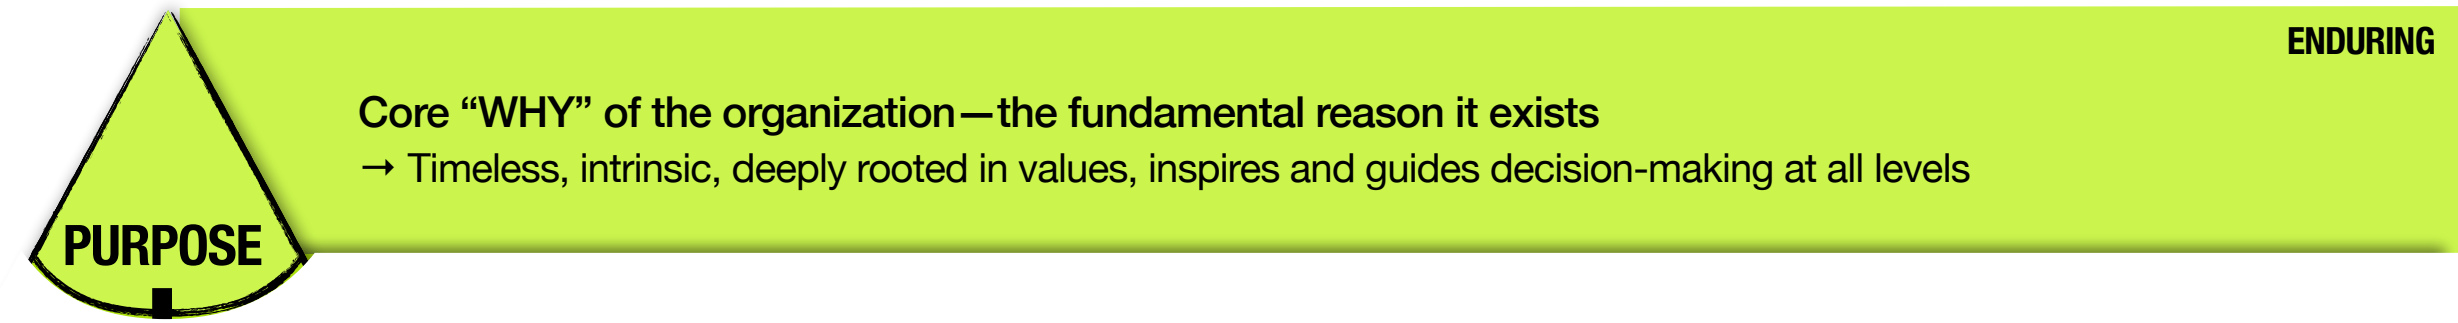 ENDURING
Core “WHY” of the organization—the fundamental reason it exists
→ Timeless, intrinsic, deeply rooted in values, inspires and guides decision-making at all levels
PURPOSE